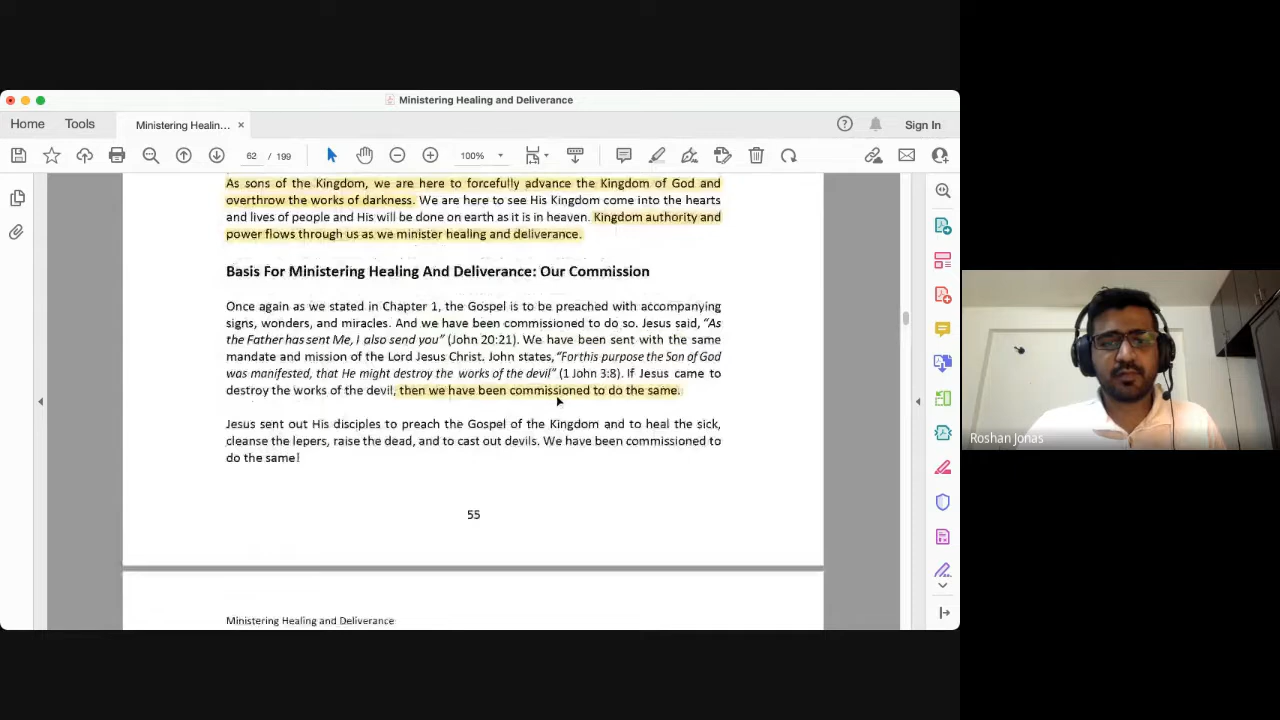 Ministering Healing and Deliverance
Home
Tools
Ministering Healin...
Sign In
62 / 199
100%
As sons of the Kingdom, we are here to forcefully advance the Kingdom of God and
overthrow the works of darkness. We are here to see His Kingdom come into the hearts
and lives of people and His will be done on earth as it is in heaven. Kingdom authority and
power flows through us as we minister healing and deliverance.
Basis For Ministering Healing And Deliverance: Our Commission
Once again as we stated in Chapter 1, the Gospel is to be preached with accompanying
signs, wonders, and miracles. And we have been commissioned to do so. Jesus said, “As
the Father has sent Me, I also send you” (John 20:21). We have been sent with the same
mandate and mission of the Lord Jesus Christ. John states, “For this purpose the Son of God
was manifested, that He might destroy the works of the devil” (1 John 3:8). If Jesus came to
destroy the works of the devil, then we have been commissioned to do the same.
Jesus sent out His disciples to preach the Gospel of the Kingdom and to heal the sick,
cleanse the lepers, raise the dead, and to cast out devils. We have been commissioned to
do the same!
55
Ministering Healing and Deliverance
Roshan Jonas